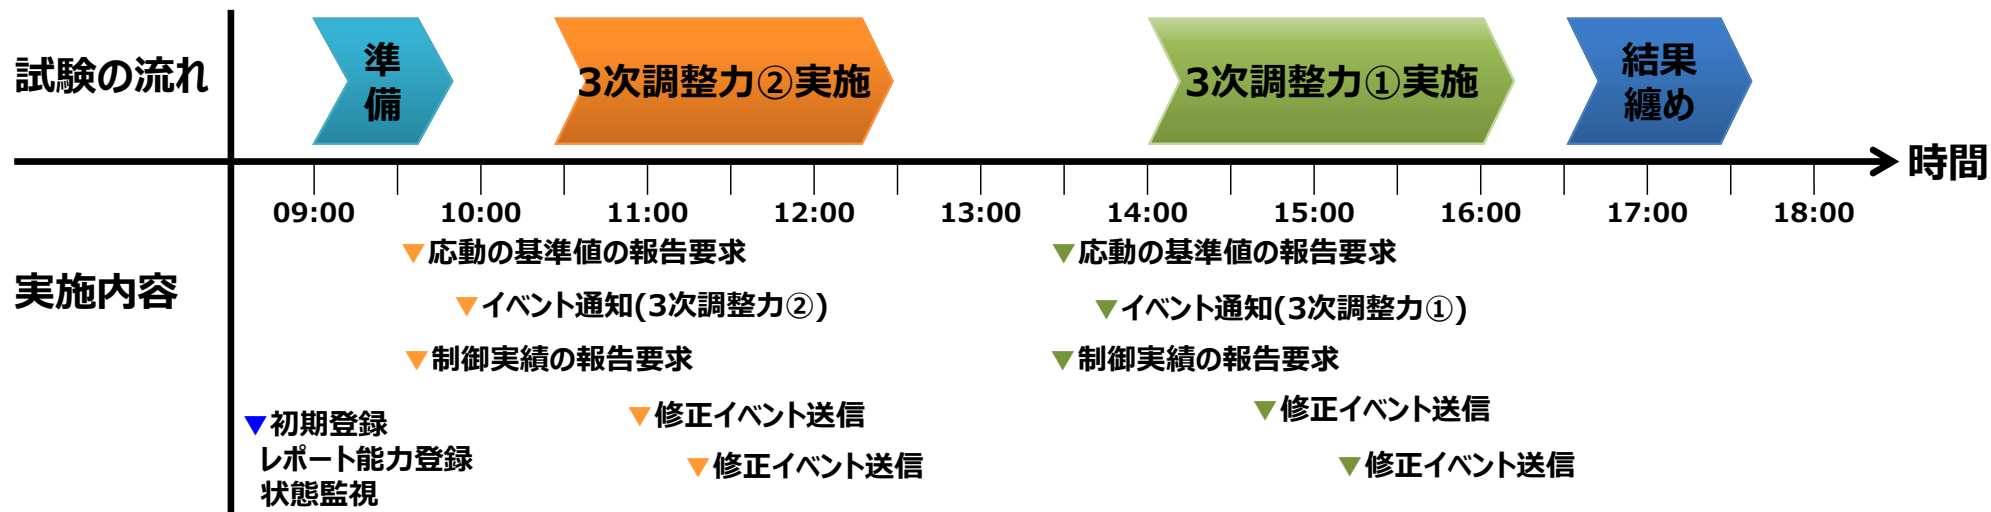 試験の流れ
準
備
3次調整力②実施
3次調整力①実施
結果
纏め
時間
09:00 10:00 11:00 12:00 13:00 14:00 15:00 16:00 17:00 18:00
実施内容
▼応動の基準値の報告要求
▼イベント通知(3次調整力②)
▼制御実績の報告要求
▼修正イベント送信
▼修正イベント送信
▼初期登録
レポート能力登録
状態監視
▼応動の基準値の報告要求
▼イベント通知(3次調整力①)
▼制御実績の報告要求
▼修正イベント送信
▼修正イベント送信